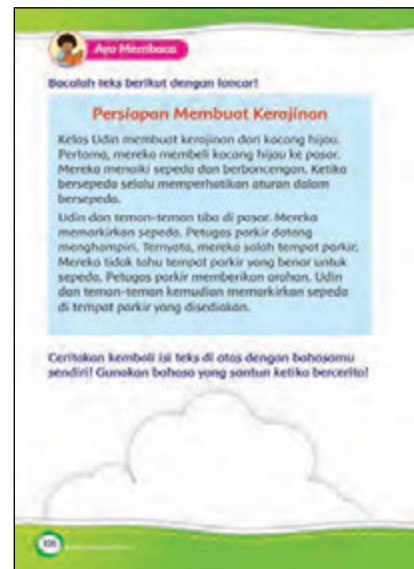 Ayo Membaca
Bacalah teks berikut dengan lancar!
Persiapan Membuat Kerajinan
Kelas Udin membuat kerajinan dari kacang hijau.
Pertama, mereka membeli kacang hijau ke pasar.
Mereka menaiki sepeda dan berboncengan. Ketika
bersepeda selalu memperhatikan aturan dalam
bersepeda.
Udin dan teman-teman tiba di pasar. Mereka
memarkirkan sepeda. Petugas parkir datang
menghampiri. Ternyata, mereka salah tempat parkir.
Mereka tidak tahu tempat parkir yang benar untuk
sepeda. Petugas parkir memberikan arahan. Udin
dan teman-teman kemudian memarkirkan sepeda
di tempat parkir yang disediakan.
Ceritakan kembali isi teks di atas dengan bahasamu
sendiri! Gunakan bahasa yang santun ketika bercerita!